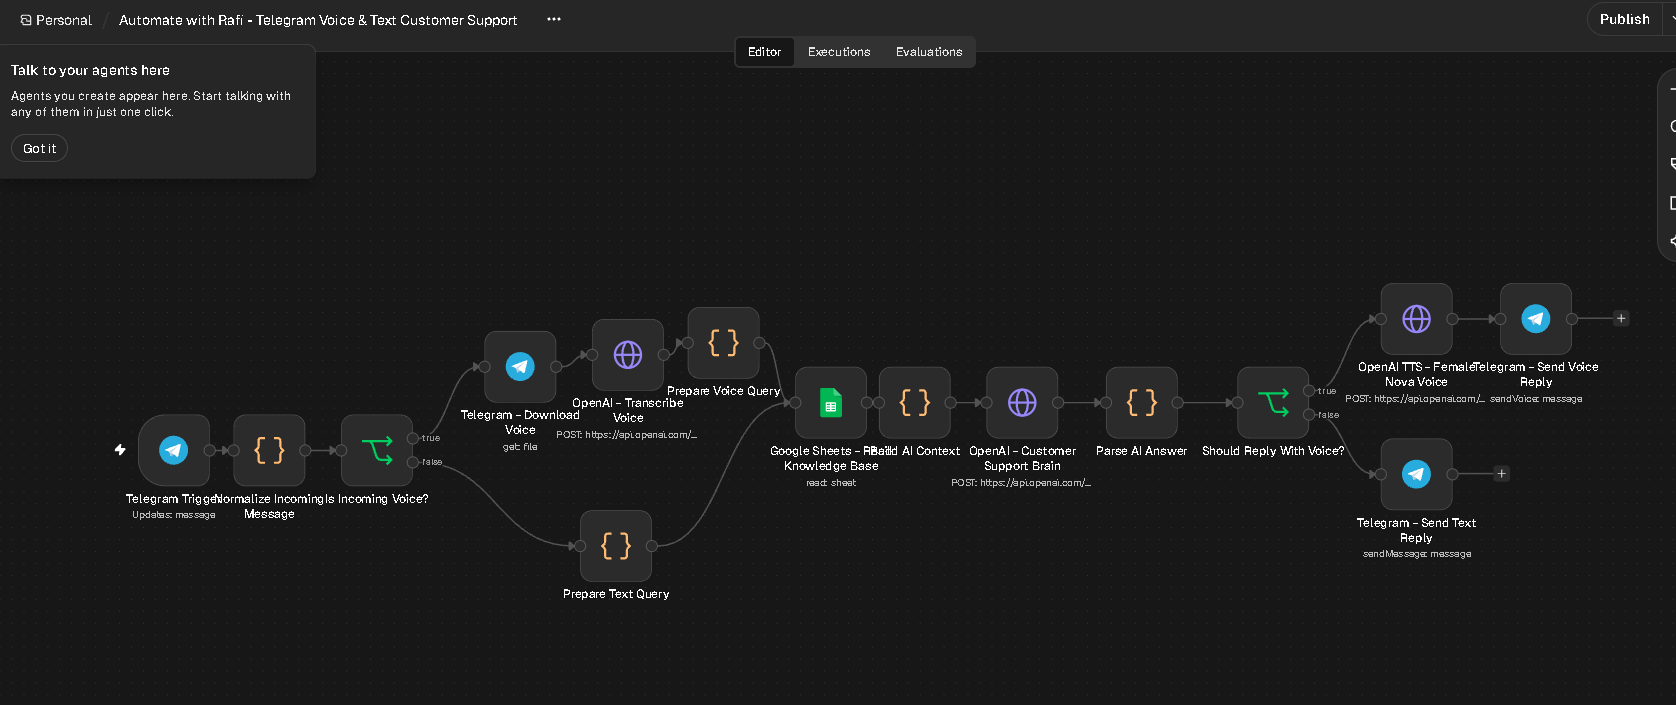 Personal / Automate with Rafi - Telegram Voice & Text Customer Support ...
Publish
Editor Executions Evaluations
Talk to your agents here
Agents you create appear here. Start talking with
any of them in just one click.
Got it
Telegram Trigger
Updates: message
Normalize Incoming
Message
Is Incoming Voice?
true
false
Telegram - Download
Voice
get: file
OpenAI - Transcribe
Voice
POST: https://api.openai.com/...
Prepare Voice Query
Prepare Text Query
Google Sheets -
Knowledge Base
read: sheet
Build AI Context
OpenAI - Customer
Support Brain
POST: https://api.openai.com/...
Parse AI Answer
Should Reply With Voice?
true
false
OpenAI TTS - Female
Nova Voice
POST: https://api.openai.com/...
Telegram - Send Voice
Reply
sendVoice: message
Telegram - Send Text
Reply
sendMessage: message